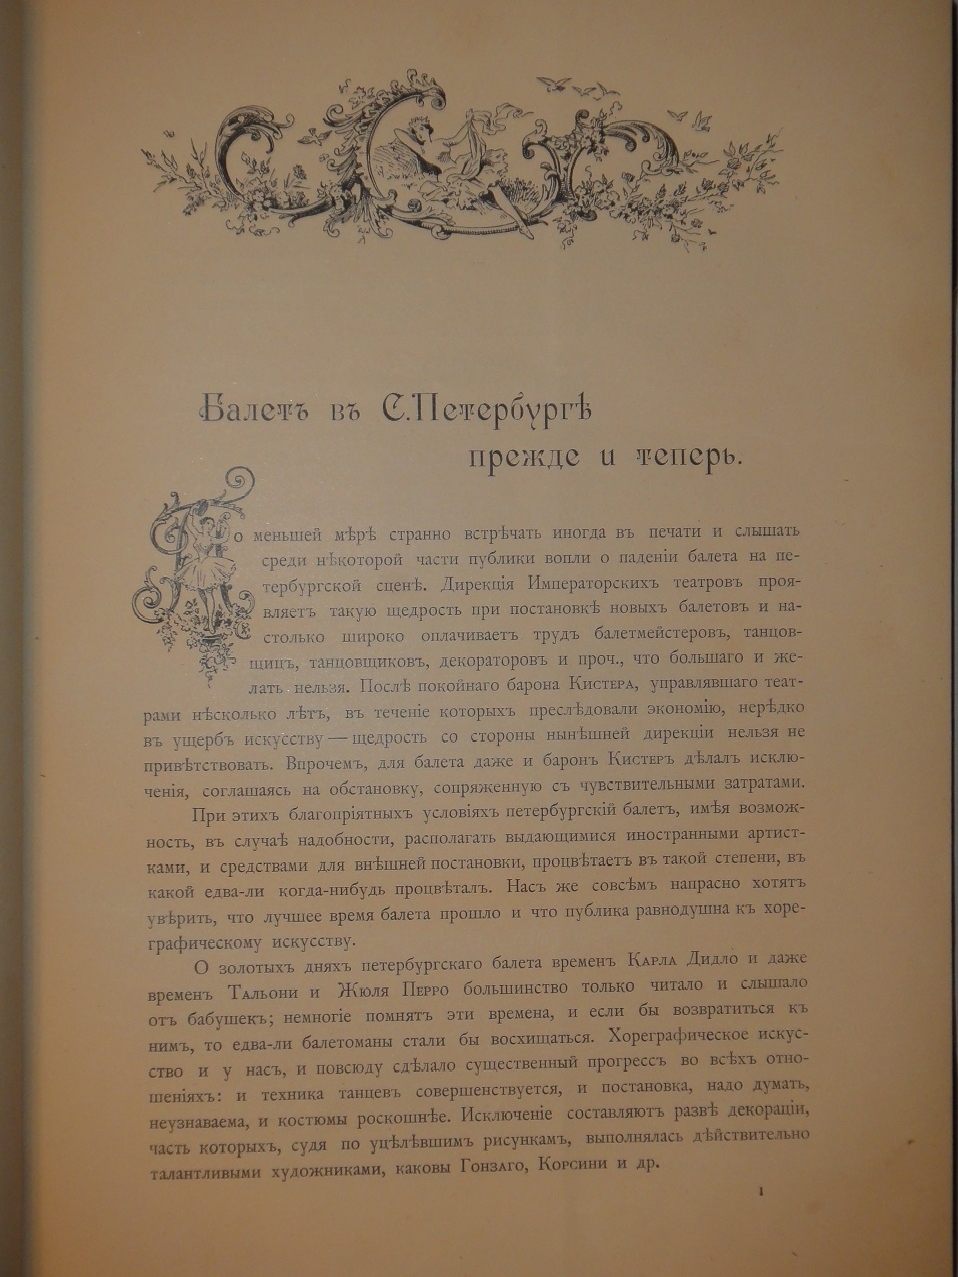 Балетъ въ С.Петербургѣ
прежде и теперь.
По меньшей мѣрѣ странно встрѣчать иногда въ печати и слышать
среди нѣкоторой части публики вопли о паденіи балета на пе-
тербургской сценѣ. Дирекція Императорскихъ театровъ проя-
вляетъ такую щедрость при постановкѣ новыхъ балетовъ и на-
столько широко оплачиваетъ трудъ балетмейстеровъ, танцов-
щицъ, танцовщиковъ, декораторовъ и проч., что большаго и же-
лать нельзя. Послѣ покойнаго барона Кистера, управлявшаго теат-
рами нѣсколько лѣтъ, въ теченіе которыхъ преслѣдовали экономію, нерѣдко
въ ущербъ искусству — щедрость со стороны нынѣшней дирекціи нельзя не
привѣтствовать. Впрочемъ, для балета даже и баронъ Кистеръ дѣлалъ исклю-
ченія, соглашаясь на обстановку, сопряженную съ чувствительными затратами.
При этихъ благопріятныхъ условіяхъ петербургскій балетъ, имѣя возмож-
ность, въ случаѣ надобности, располагать выдающимися иностранными артист-
ками, и средствами для внѣшней постановки, процвѣтаетъ въ такой степени, въ
какой едва-ли когда-нибудь процвѣталъ. Насъ же совсѣмъ напрасно хотятъ
увѣрить, что лучшее время балета прошло и что публика равнодушна къ хоре-
графическому искусству.
О золотыхъ дняхъ петербургскаго балета временъ Карла Дидло и даже
временъ Тальони и Жюля Перро большинство только читало и слышало
отъ бабушекъ; немногіе помнятъ эти времена, и если бы возвратиться къ
нимъ, то едва-ли балетоманы стали бы восхищаться. Хореграфическое искус-
ство и у насъ, и повсюду сдѣлало существенный прогрессъ во всѣхъ отно-
шеніяхъ: и техника танцевъ совершенствуется, и постановка, надо думать,
неузнаваема, и костюмы роскошнѣе. Исключеніе составляютъ развѣ декораціи,
часть которыхъ, судя по уцѣлѣвшимъ рисункамъ, выполнялась дѣйствительно
талантливыми художниками, каковы Гонзаго, Корсини и др.
1